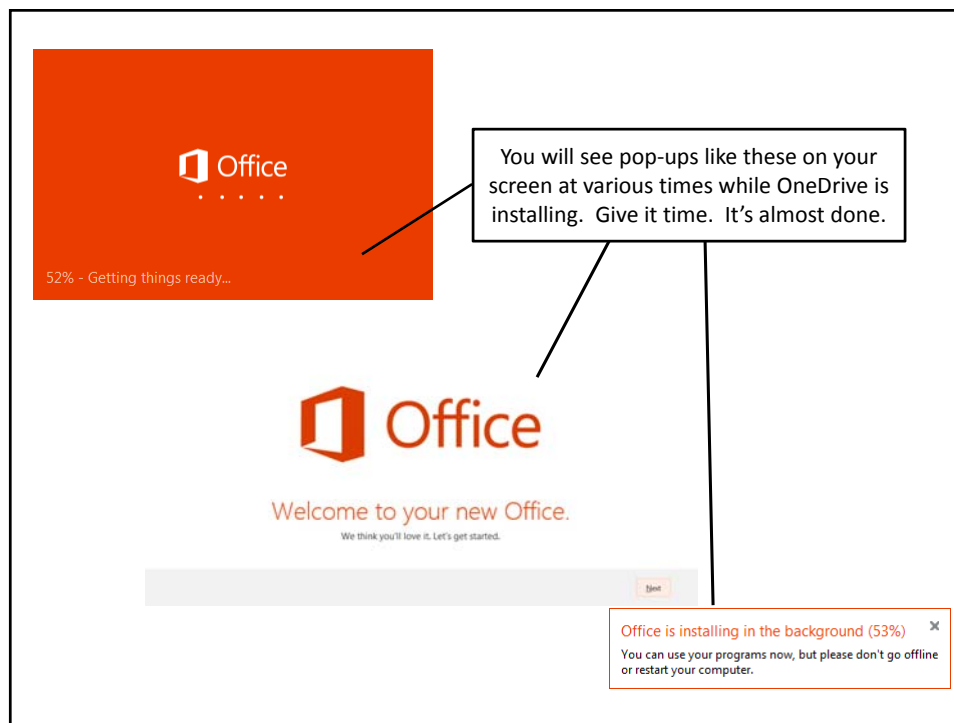 Office
52% - Getting things ready...
You will see pop-ups like these on your
screen at various times while OneDrive is
installing.  Give it time.  It's almost done.
Office
Welcome to your new Office.
We think you'll love it. Let's get started.
Next
Office is installing in the background (53%)
You can use your programs now, but please don't go offline
or restart your computer.